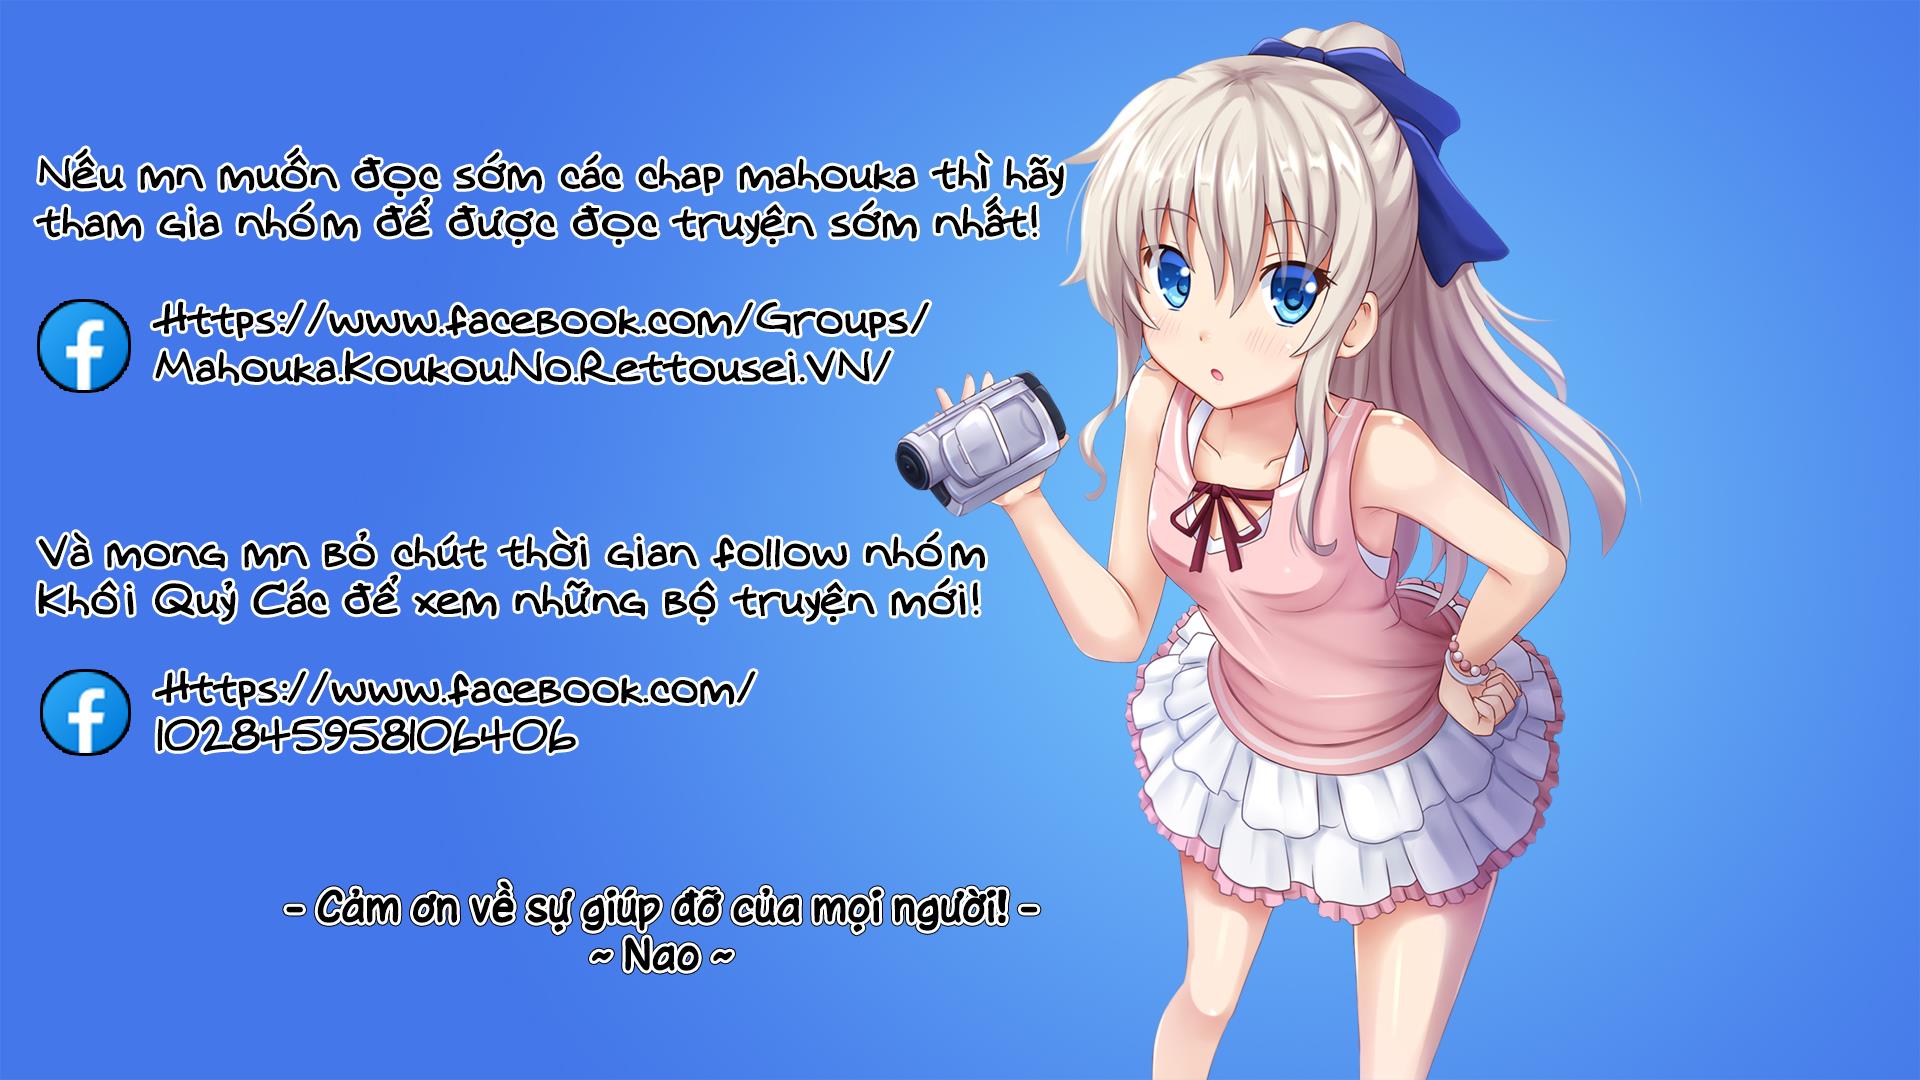 Nếu mn muốn đọc sớm các chap mahouka thì hãy
tham gia nhóm để được đọc truyện sớm nhất!
Https://www.facebook.com/Groups/
Mahouka.Koukou.No.Rettousei.VN/
Và mong mn bỏ chút thời gian follow nhóm
Khôi Quỷ Các để xem những bộ truyện mới!
Https://www.facebook.com/
102845958106406
- Cảm ơn về sự giúp đỡ của mọi người! -
~ Nao ~